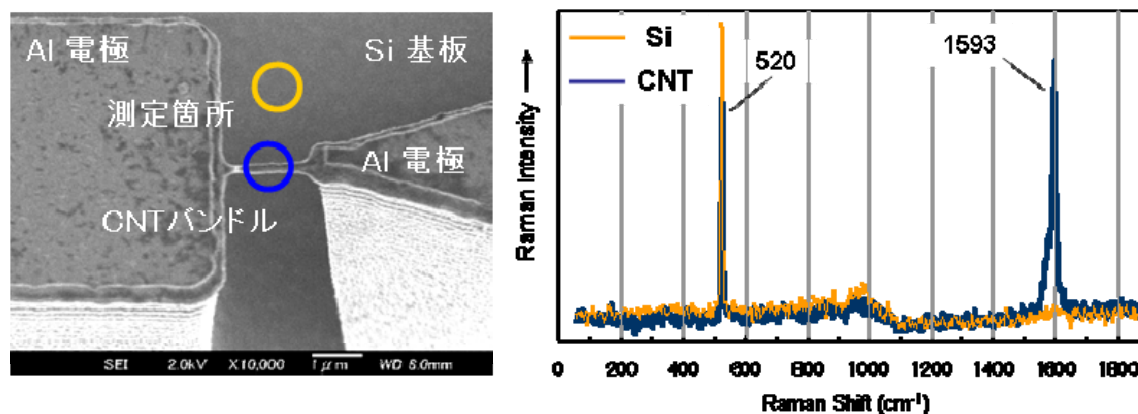 Al 電極
Si 基板
測定箇所
Al 電極
CNTバンドル
SEI 2.0kV X10,000 1μm WD 6.0mm
Si
CNT
520
1593
Raman Intensity
0 200 400 600 800 1000 1200 1400 1600 1800
Raman Shift (cm⁻¹)